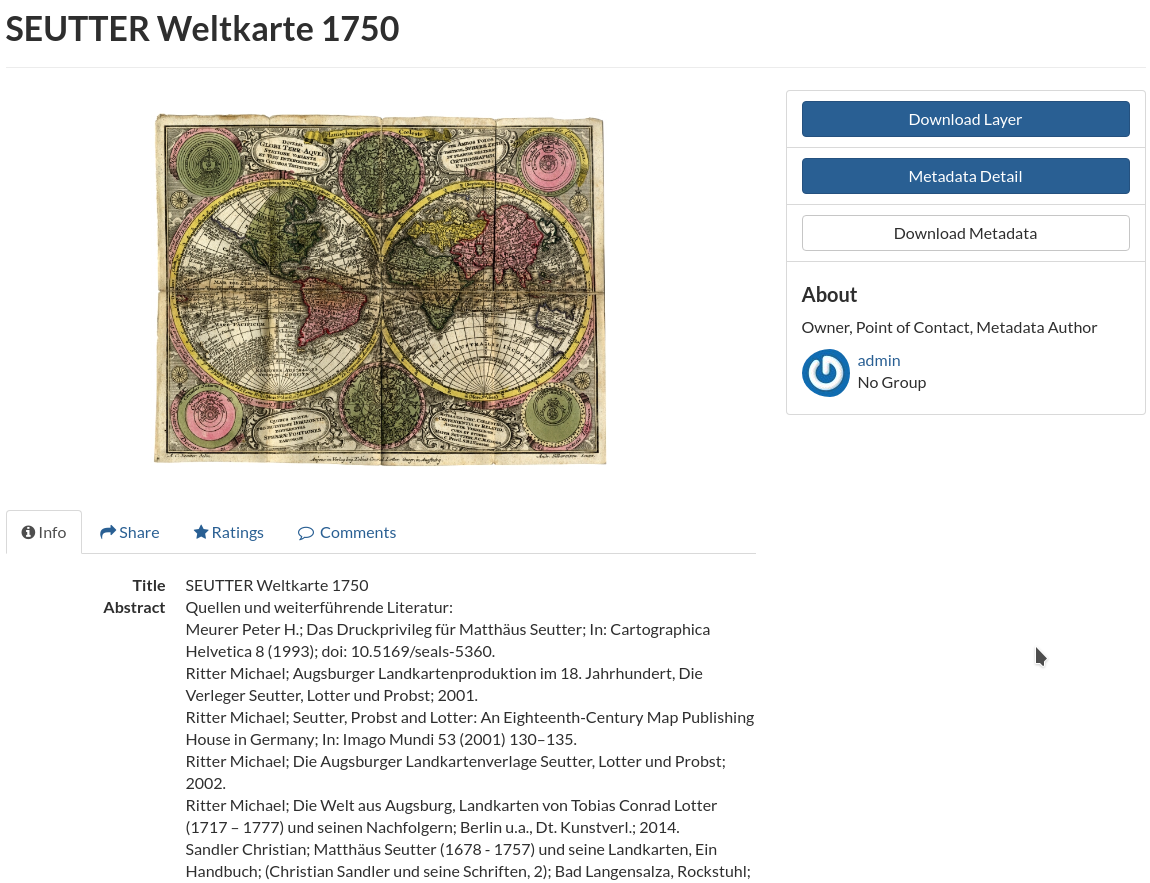 SEUTTER Weltkarte 1750
Download Layer
Metadata Detail
Download Metadata
About
Owner, Point of Contact, Metadata Author
admin
No Group
Info
Share
Ratings
Comments
Title SEUTTER Weltkarte 1750
Abstract Quellen und weiterführende Literatur:
Meurer Peter H.; Das Druckprivileg für Matthäus Seutter; In: Cartographica
Helvetica 8 (1993); doi: 10.5169/seals-5360.
Ritter Michael; Augsburger Landkartenproduktion im 18. Jahrhundert, Die
Verleger Seutter, Lotter und Probst; 2001.
Ritter Michael; Seutter, Probst and Lotter: An Eighteenth-Century Map Publishing
House in Germany; In: Imago Mundi 53 (2001) 130–135.
Ritter Michael; Die Augsburger Landkartenverlage Seutter, Lotter und Probst;
2002.
Ritter Michael; Die Welt aus Augsburg, Landkarten von Tobias Conrad Lotter
(1717 – 1777) und seinen Nachfolgern; Berlin u.a., Dt. Kunstverl.; 2014.
Sandler Christian; Matthäus Seutter (1678 - 1757) und seine Landkarten, Ein
Handbuch; (Christian Sandler und seine Schriften, 2); Bad Langensalza, Rockstuhl;